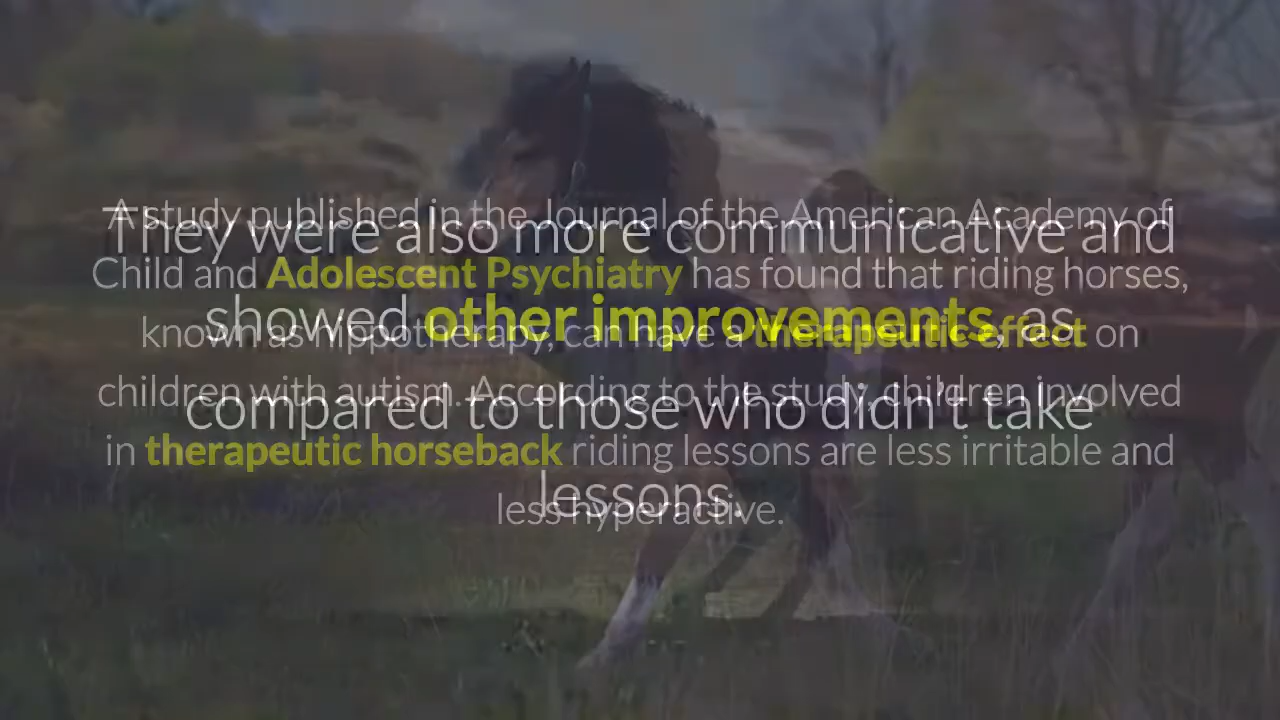 A study published in the Journal of the American Academy of
Child and Adolescent Psychiatry has found that riding horses,
known as hippotherapy, can have a therapeutic effect on
children with autism. According to the study, children involved
in therapeutic horseback riding lessons are less irritable and
less hyperactive.
They were also more communicative and
showed other improvements, as
compared to those who didn't take
lessons.